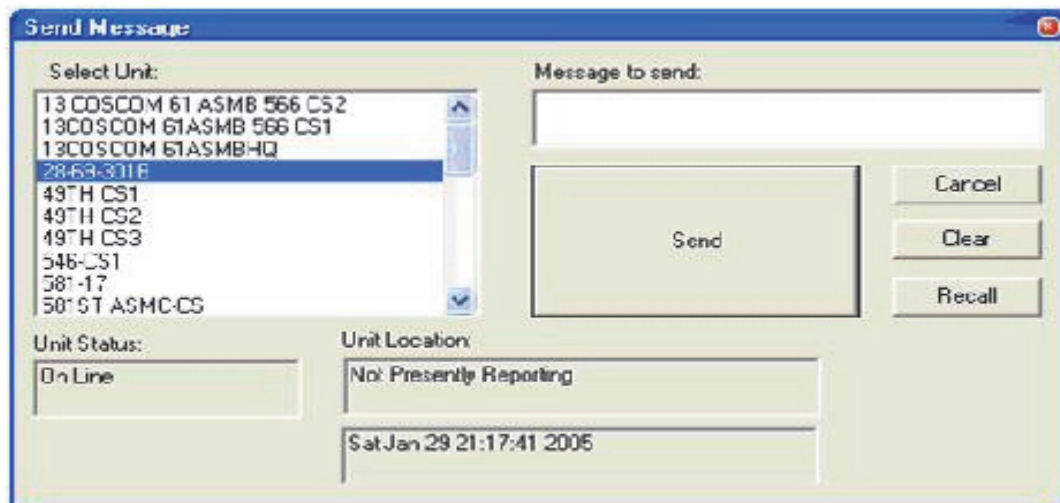 Send Message
Select Unit:
13 COSCOM 61 ASMB 566 CS2
13COSCOM 61ASMB 566 CS1
13COSCOM 61ASMBHQ
28-69-301B
49TH CS1
49TH CS2
49TH CS3
546-CS1
581-17
581ST ASMC-CS
Message to send:
Send
Cancel
Clear
Recall
Unit Status:
On Line
Unit Location:
Not Presently Reporting
Sat Jan 29 21:17:41 2005